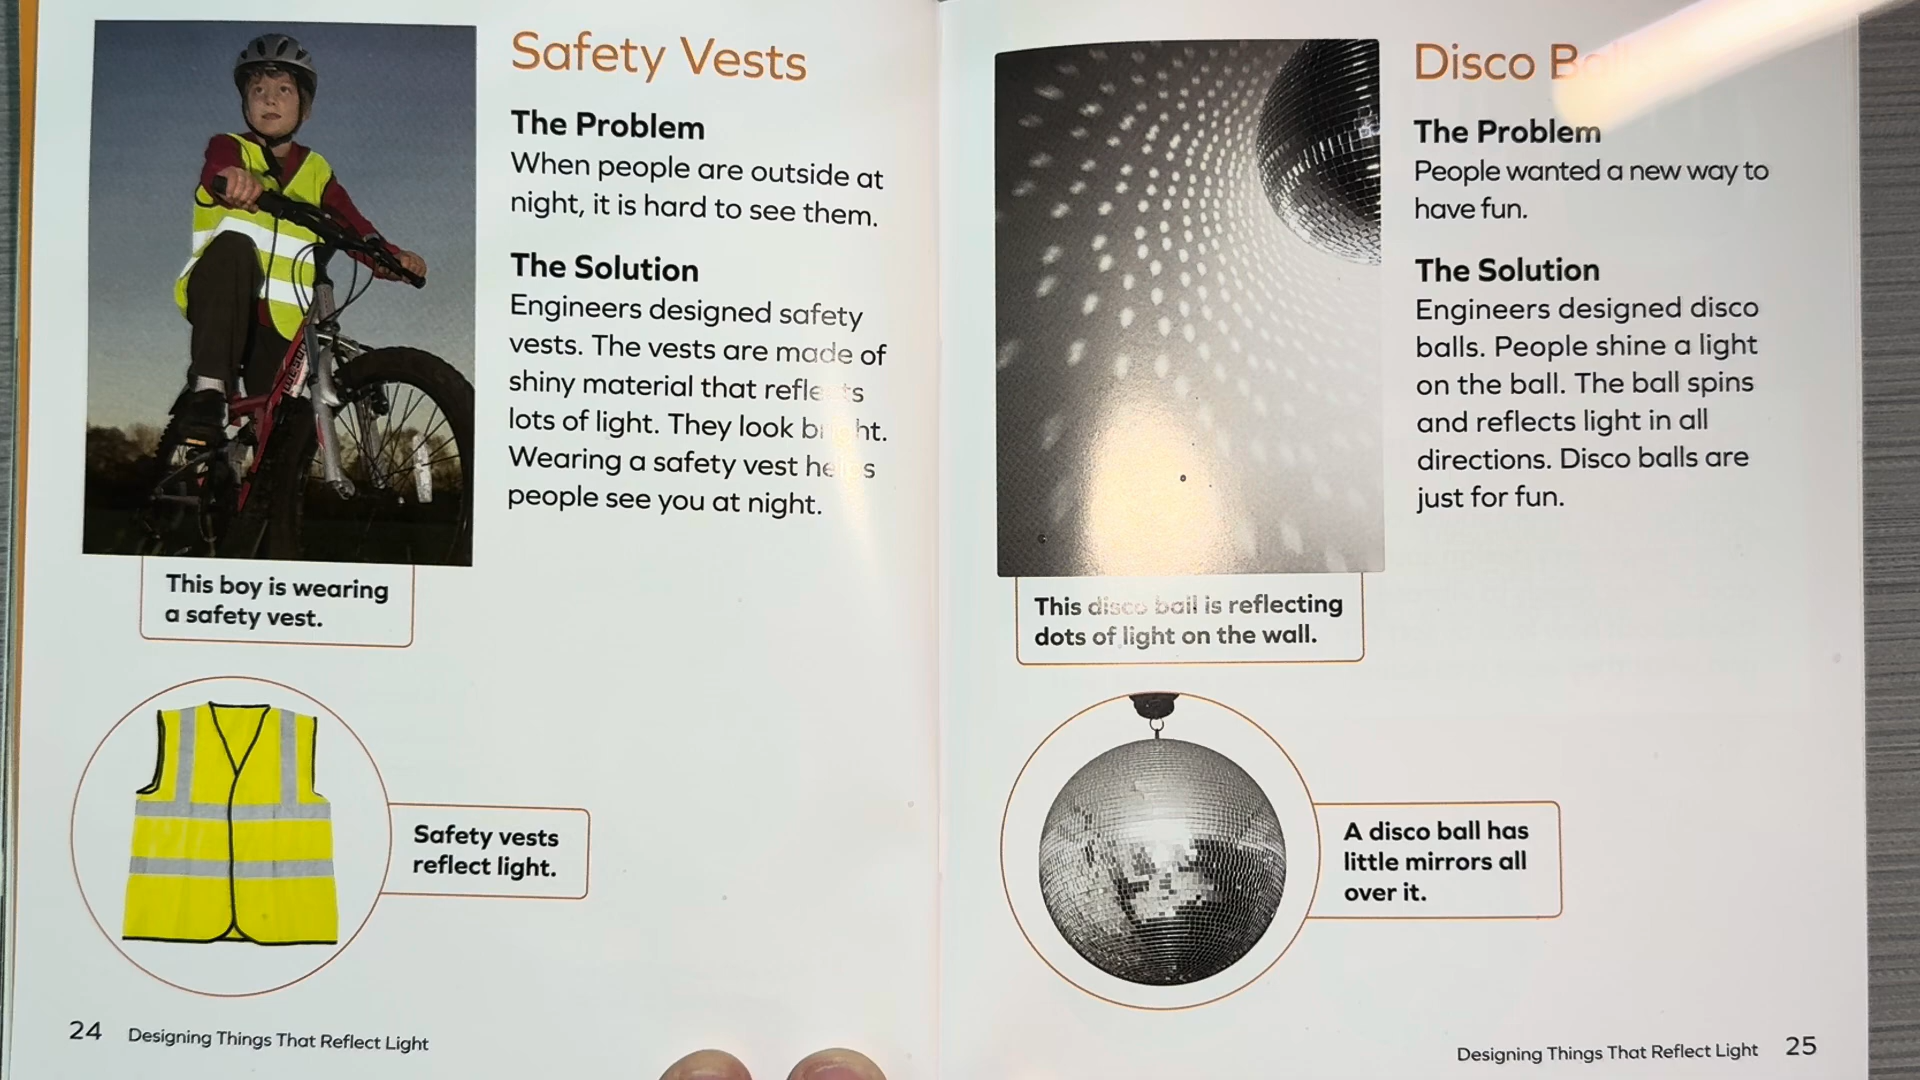 Safety Vests
The Problem
When people are outside at
night, it is hard to see them.
The Solution
Engineers designed safety
vests. The vests are made of
shiny material that reflects
lots of light. They look bright.
Wearing a safety vest helps
people see you at night.
This boy is wearing
a safety vest.
Safety vests
reflect light.
24 Designing Things That Reflect Light
Disco Ball
The Problem
People wanted a new way to
have fun.
The Solution
Engineers designed disco
balls. People shine a light
on the ball. The ball spins
and reflects light in all
directions. Disco balls are
just for fun.
This disco ball is reflecting
dots of light on the wall.
A disco ball has
little mirrors all
over it.
Designing Things That Reflect Light 25